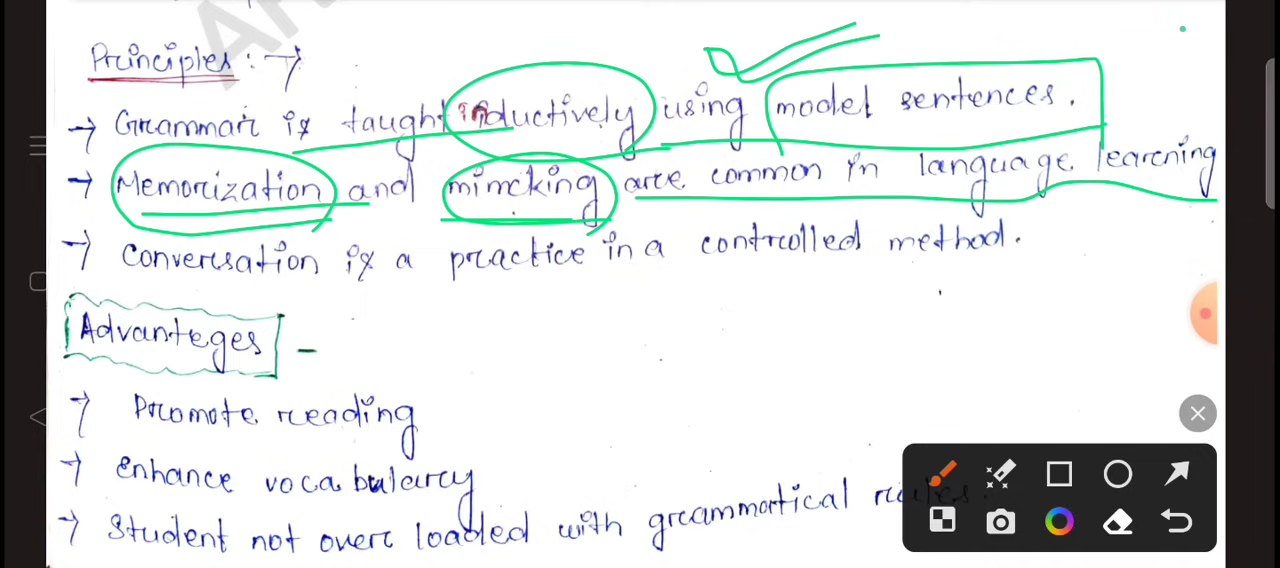 Principles : →
→ Grammar is taught inductively using model sentences.
→ Memorization and mimcking are common in language learning
→ Conversation is a practice in a controlled method.
Advanteges -
→ Promote reading
→ Enhance vocabulary
→ Student not over loaded with grammatical rules.